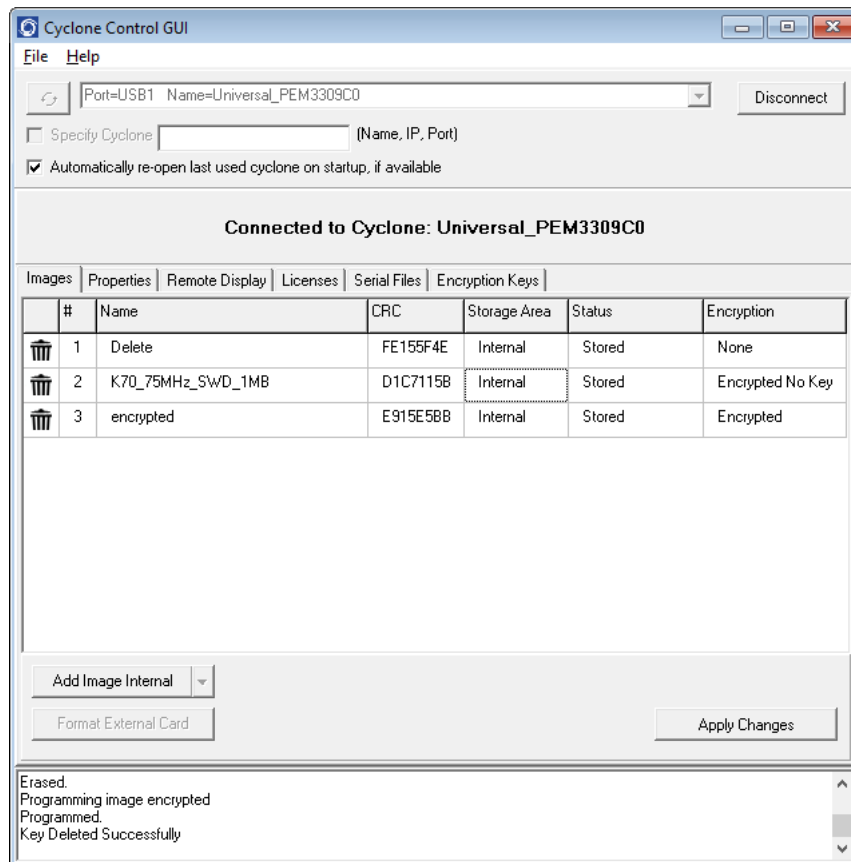 Cyclone Control GUI
File Help
Port=USB1 Name=Universal_PEM3309C0
Disconnect
Specify Cyclone (Name, IP, Port)
Automatically re-open last used cyclone on startup, if available
Connected to Cyclone: Universal_PEM3309C0
Images Properties Remote Display Licenses Serial Files Encryption Keys
# Name CRC Storage Area Status Encryption
1 Delete FE155F4E Internal Stored None
2 K70_75MHz_SWD_1MB D1C7115B Internal Stored Encrypted No Key
3 encrypted E915E5BB Internal Stored Encrypted
Add Image Internal
Format External Card Apply Changes
Erased.
Programming image encrypted
Programmed.
Key Deleted Successfully